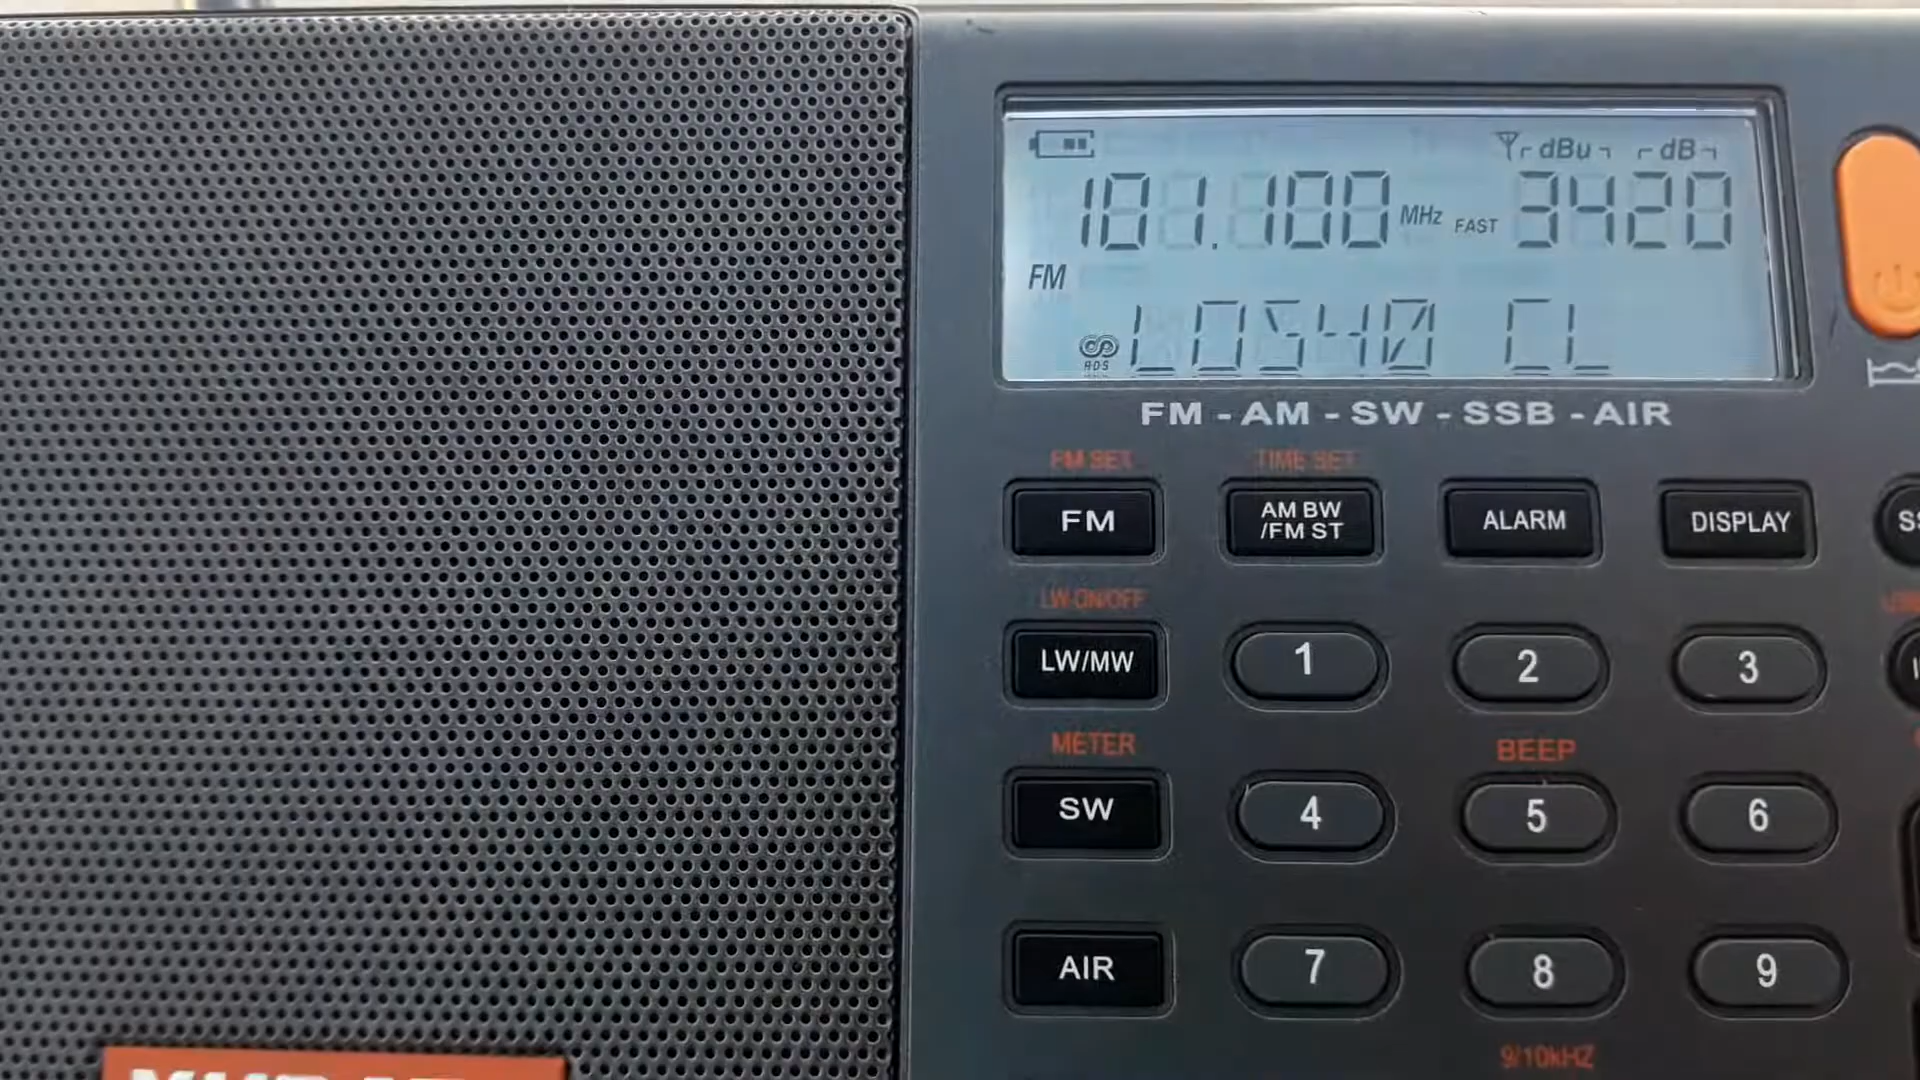 dBu dB
101.100 MHz FAST 3420
FM
RDS LOS40 CL
FM - AM - SW - SSB - AIR
FM SET TIME SET
FM AM BW /FM ST ALARM DISPLAY
LW ON/OFF
LW/MW 1 2 3
METER BEEP
SW 4 5 6
AIR 7 8 9
9/10kHZ